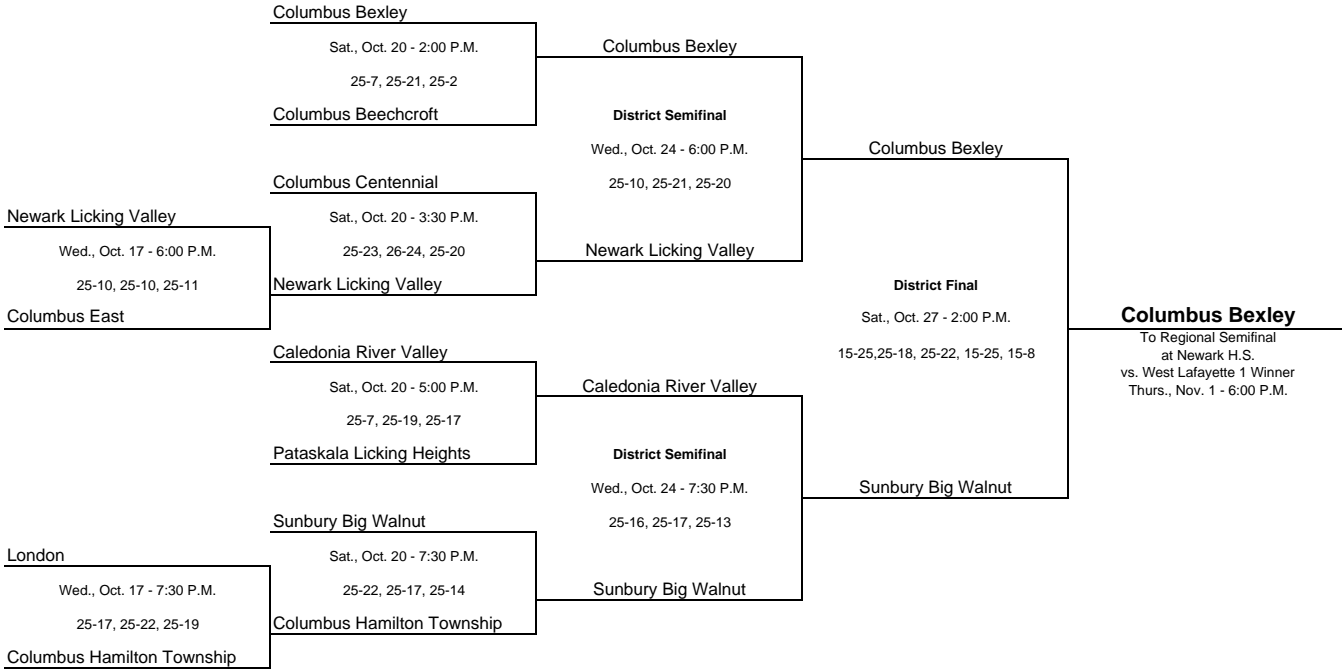 Columbus Bexley
Sat., Oct. 20 - 2:00 P.M.
25-7, 25-21, 25-2
Columbus Beechcroft
Columbus Bexley
District Semifinal
Wed., Oct. 24 - 6:00 P.M.
25-10, 25-21, 25-20
Columbus Centennial
Sat., Oct. 20 - 3:30 P.M.
25-23, 26-24, 25-20
Newark Licking Valley
Newark Licking Valley
Wed., Oct. 17 - 6:00 P.M.
25-10, 25-10, 25-11
Columbus East
Newark Licking Valley
Columbus Bexley
District Final
Sat., Oct. 27 - 2:00 P.M.
15-25,25-18, 25-22, 15-25, 15-8
Columbus Bexley
To Regional Semifinal
at Newark H.S.
vs. West Lafayette 1 Winner
Thurs., Nov. 1 - 6:00 P.M.
Caledonia River Valley
Sat., Oct. 20 - 5:00 P.M.
25-7, 25-19, 25-17
Pataskala Licking Heights
Caledonia River Valley
District Semifinal
Wed., Oct. 24 - 7:30 P.M.
25-16, 25-17, 25-13
Sunbury Big Walnut
Sunbury Big Walnut
Sat., Oct. 20 - 7:30 P.M.
25-22, 25-17, 25-14
Columbus Hamilton Township
Sunbury Big Walnut
London
Wed., Oct. 17 - 7:30 P.M.
25-17, 25-22, 25-19
Columbus Hamilton Township